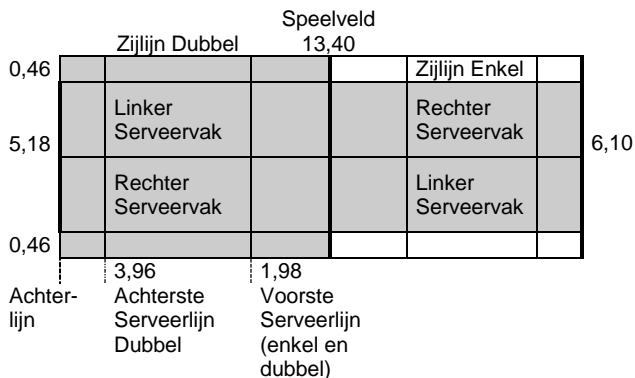 Speelveld
Zijlijn Dubbel 13,40
0,46 Zijlijn Enkel
Linker Rechter
Serveervak Serveervak
5,18 6,10
Rechter Linker
Serveervak Serveervak
0,46
3,96 1,98
Achter- Achterste Voorste
lijn Serveerlijn Serveerlijn
Dubbel (enkel en
dubbel)